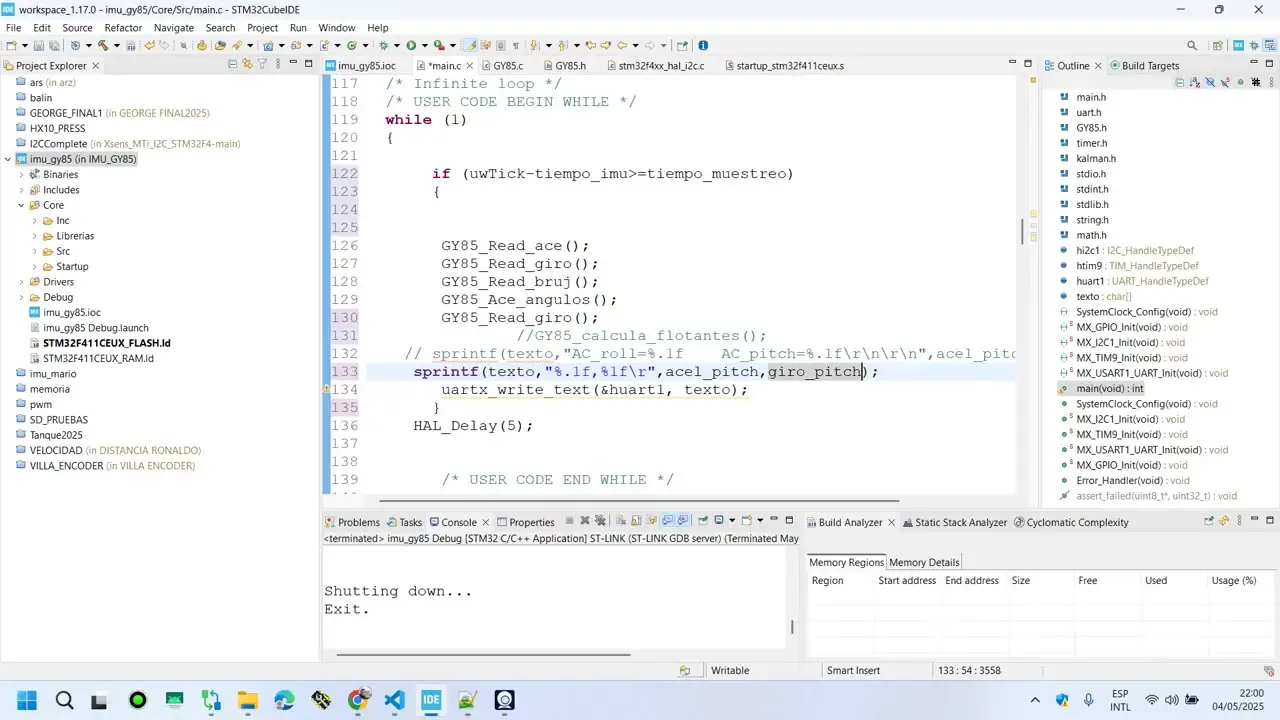 workspace_1.17.0 - imu_gy85/Core/Src/main.c - STM32CubeIDE
File Edit Source Refactor Navigate Search Project Run Window Help
Project Explorer
ars (in arz)
balin
GEORGE_FINAL1 (in GEORGE FINAL2025)
HX10_PRESS
I2CComplete (in Xsens_MTi_I2C_STM32F4-main)
imu_gy85 (in IMU_GY85)
Binaries
Includes
Core
Inc
Librerias
Src
Startup
Drivers
Debug
imu_gy85.ioc
imu_gy85 Debug.launch
STM32F411CEUX_FLASH.ld
STM32F411CEUX_RAM.ld
imu_mario
memoria
pwm
SD_PRUEBAS
Tanque2025
VELOCIDAD (in DISTANCIA RONALDO)
VILLA_ENCODER (in VILLA ENCODER)
imu_gy85.ioc *main.c GY85.c GY85.h stm32f4xx_hal_i2c.c startup_stm32f411ceux.s
117 /* Infinite loop */
118 /* USER CODE BEGIN WHILE */
119 while (1)
120 {
121
122 if (uwTick-tiempo_imu>=tiempo_muestreo)
123 {
124
125
126 GY85_Read_ace();
127 GY85_Read_giro();
128 GY85_Read_bruj();
129 GY85_Ace_angulos();
130 GY85_Read_giro();
131 //GY85_calcula_flotantes();
132 // sprintf(texto,"AC_roll=%.1f AC_pitch=%.1f\r\n\r\n",acel_pitc
133 sprintf(texto,"%.1f,%1f\r",acel_pitch,giro_pitch);
134 uartx_write_text(&huart1, texto);
135 }
136 HAL_Delay(5);
137
138
139 /* USER CODE END WHILE */
Outline Build Targets
main.h
uart.h
GY85.h
timer.h
kalman.h
stdio.h
stdint.h
stdlib.h
string.h
math.h
hi2c1 : I2C_HandleTypeDef
htim9 : TIM_HandleTypeDef
huart1 : UART_HandleTypeDef
texto : char[]
SystemClock_Config(void) : void
MX_GPIO_Init(void) : void
MX_I2C1_Init(void) : void
MX_TIM9_Init(void) : void
MX_USART1_UART_Init(void) : void
main(void) : int
SystemClock_Config(void) : void
MX_I2C1_Init(void) : void
MX_TIM9_Init(void) : void
MX_USART1_UART_Init(void) : void
MX_GPIO_Init(void) : void
Error_Handler(void) : void
assert_failed(uint8_t*, uint32_t) : void
Problems Tasks Console Properties
<terminated> imu_gy85 Debug [STM32 C/C++ Application] ST-LINK (ST-LINK GDB server) (Terminated May
Shutting down...
Exit.
Build Analyzer Static Stack Analyzer Cyclomatic Complexity
Memory Regions Memory Details
Region Start address End address Size Free Used Usage (%)
Writable Smart Insert 133 : 54 : 3558
ESP
INTL
22:00
04/05/2025